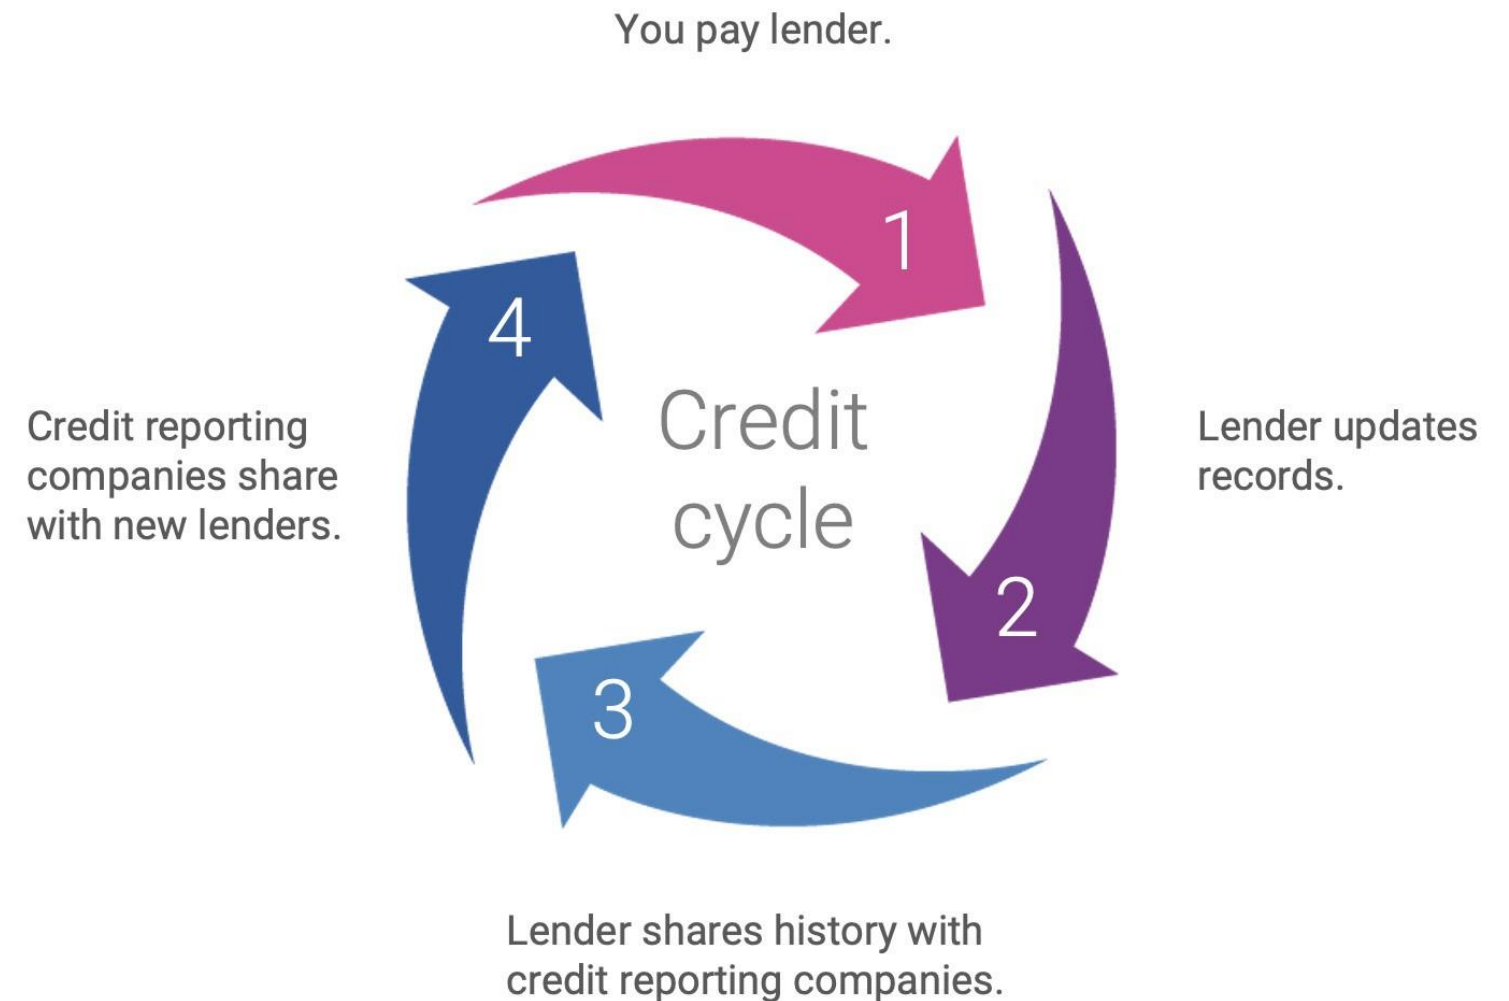 You pay lender.
1
Lender updates
records.
2
Lender shares history with
credit reporting companies.
3
Credit reporting
companies share
with new lenders.
4
Credit
cycle